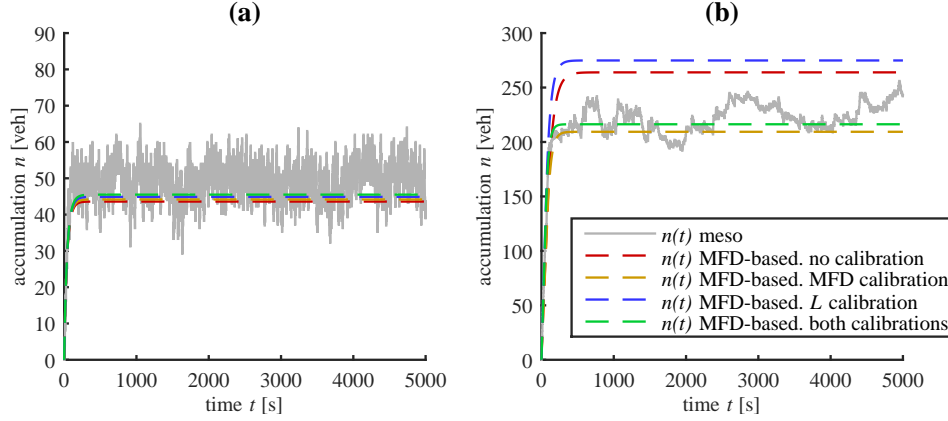 (a)
90
80
70
60
50
40
30
20
10
0
accumulation n [veh]
0 1000 2000 3000 4000 5000
time t [s]
(b)
300
250
200
150
100
50
0
accumulation n [veh]
n(t) meso
n(t) MFD-based. no calibration
n(t) MFD-based. MFD calibration
n(t) MFD-based. L calibration
n(t) MFD-based. both calibrations
0 1000 2000 3000 4000 5000
time t [s]